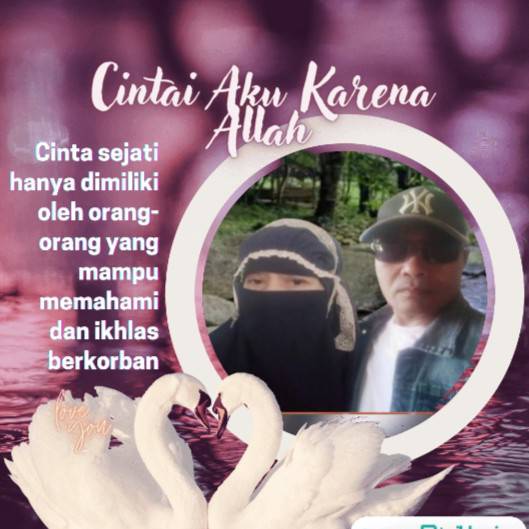 Cintai Aku Karena
Allah
Cinta sejati
hanya dimiliki
oleh orang-
orang yang
mampu
memahami
dan ikhlas
berkorban
NY
love
you